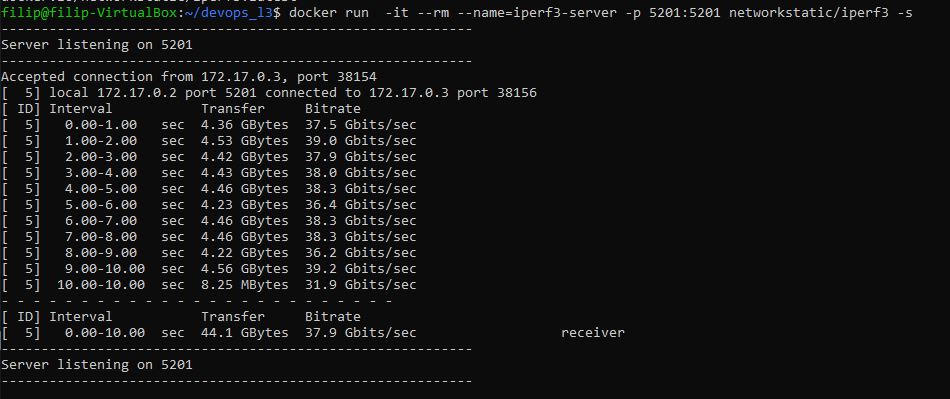 filip@filip-VirtualBox:~/devops_l3$ docker run  -it --rm --name=iperf3-server -p 5201:5201 networkstatic/iperf3 -s
-----------------------------------------------------------
Server listening on 5201
-----------------------------------------------------------
Accepted connection from 172.17.0.3, port 38154
[  5] local 172.17.0.2 port 5201 connected to 172.17.0.3 port 38156
[ ID] Interval           Transfer     Bitrate
[  5]   0.00-1.00   sec  4.36 GBytes  37.5 Gbits/sec
[  5]   1.00-2.00   sec  4.53 GBytes  39.0 Gbits/sec
[  5]   2.00-3.00   sec  4.42 GBytes  37.9 Gbits/sec
[  5]   3.00-4.00   sec  4.43 GBytes  38.0 Gbits/sec
[  5]   4.00-5.00   sec  4.46 GBytes  38.3 Gbits/sec
[  5]   5.00-6.00   sec  4.23 GBytes  36.4 Gbits/sec
[  5]   6.00-7.00   sec  4.46 GBytes  38.3 Gbits/sec
[  5]   7.00-8.00   sec  4.46 GBytes  38.3 Gbits/sec
[  5]   8.00-9.00   sec  4.22 GBytes  36.2 Gbits/sec
[  5]   9.00-10.00  sec  4.56 GBytes  39.2 Gbits/sec
[  5]  10.00-10.00  sec  8.25 MBytes  31.9 Gbits/sec
- - - - - - - - - - - - - - - - - - - - - - - - -
[ ID] Interval           Transfer     Bitrate
[  5]   0.00-10.00  sec  44.1 GBytes  37.9 Gbits/sec                  receiver
-----------------------------------------------------------
Server listening on 5201
-----------------------------------------------------------